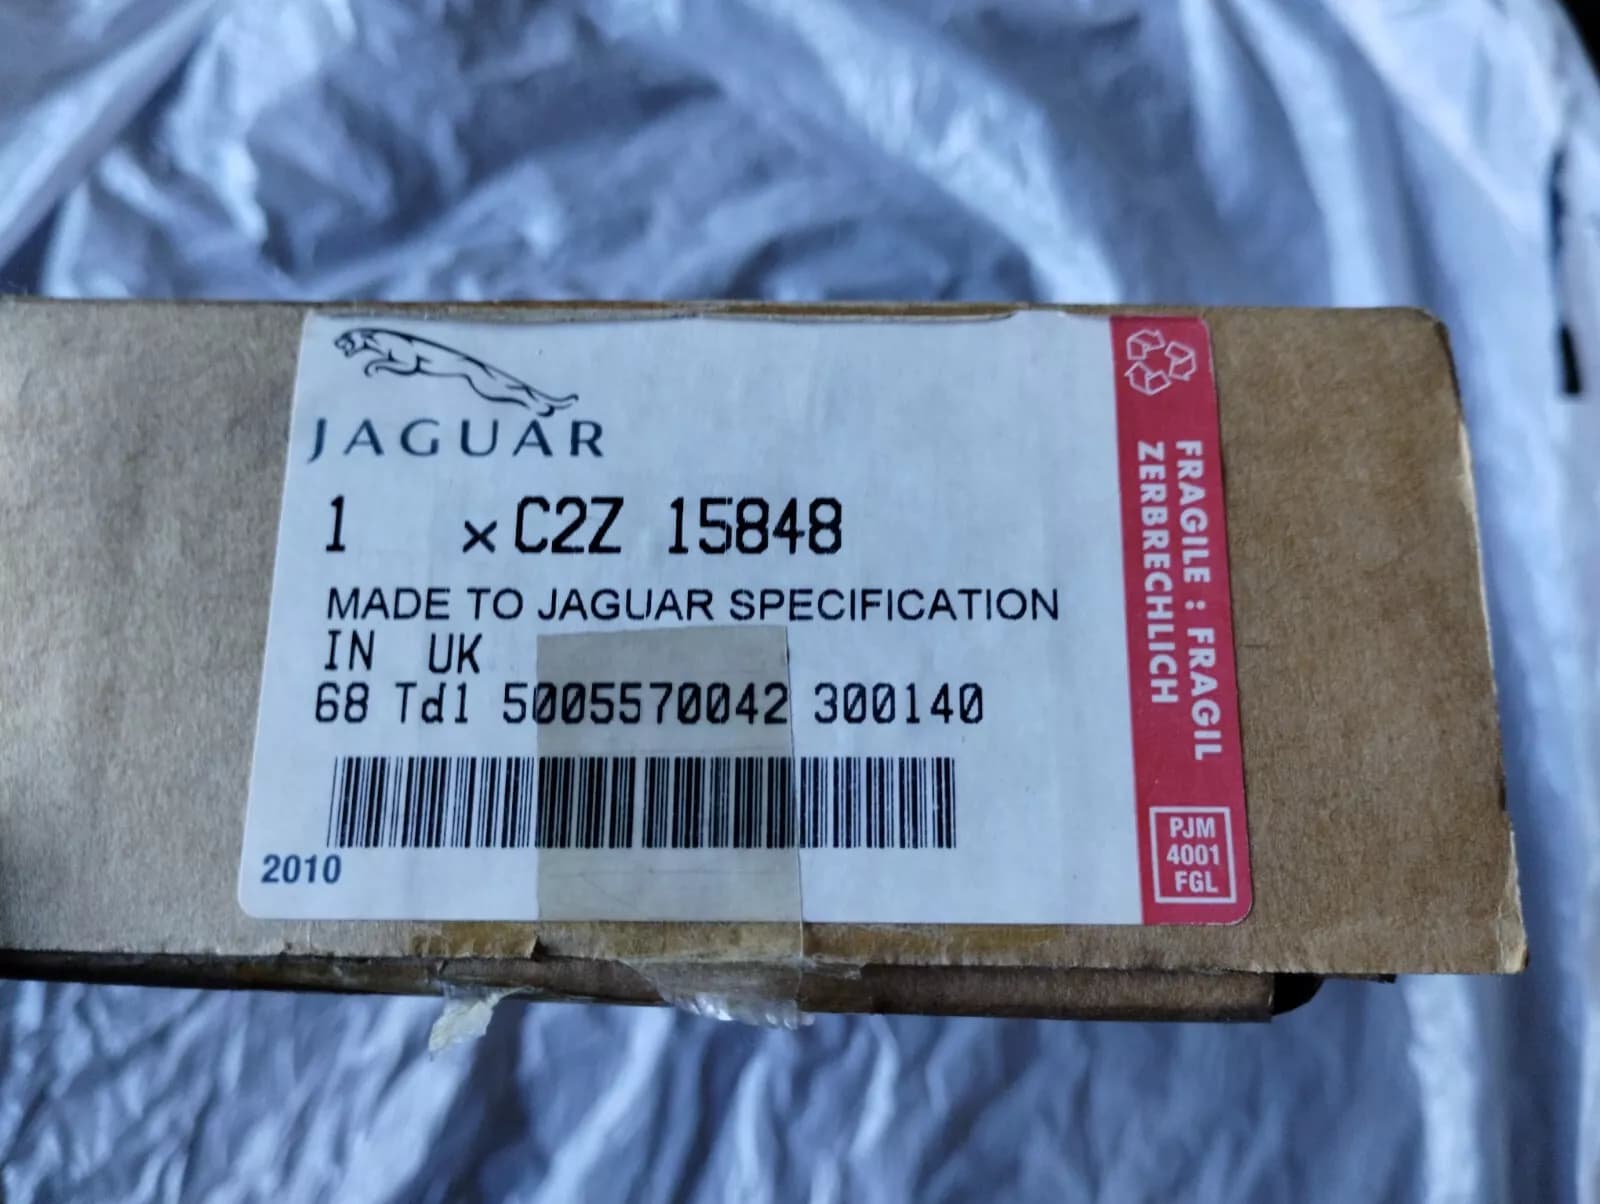 JAGUAR
1 x C2Z 15848
MADE TO JAGUAR SPECIFICATION
IN UK
68 Td1 5005570042 300140
2010
FRAGILE : FRAGIL
ZERBRECHLICH
PJM
4001
FGL